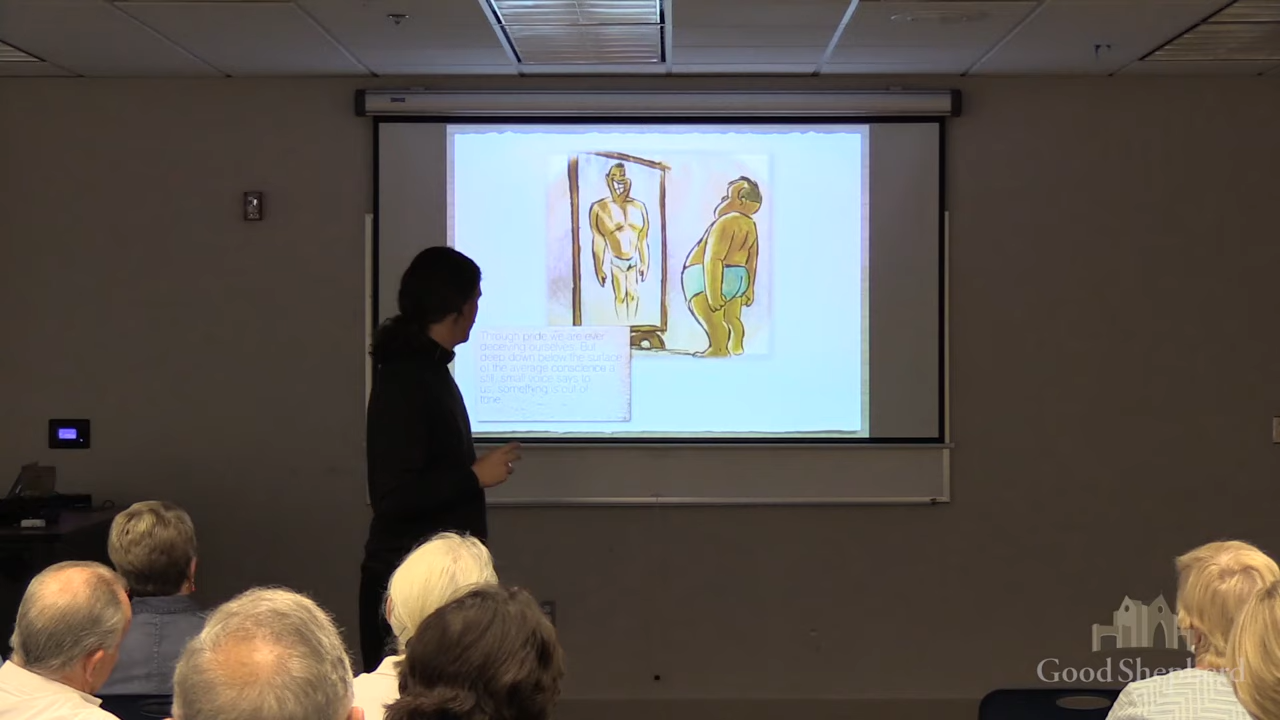 Through pride we are ever
deceiving ourselves. But
deep down below the surface
of the average conscience a
still, small voice says to
us, something is out of
tune.
Good Shepherd